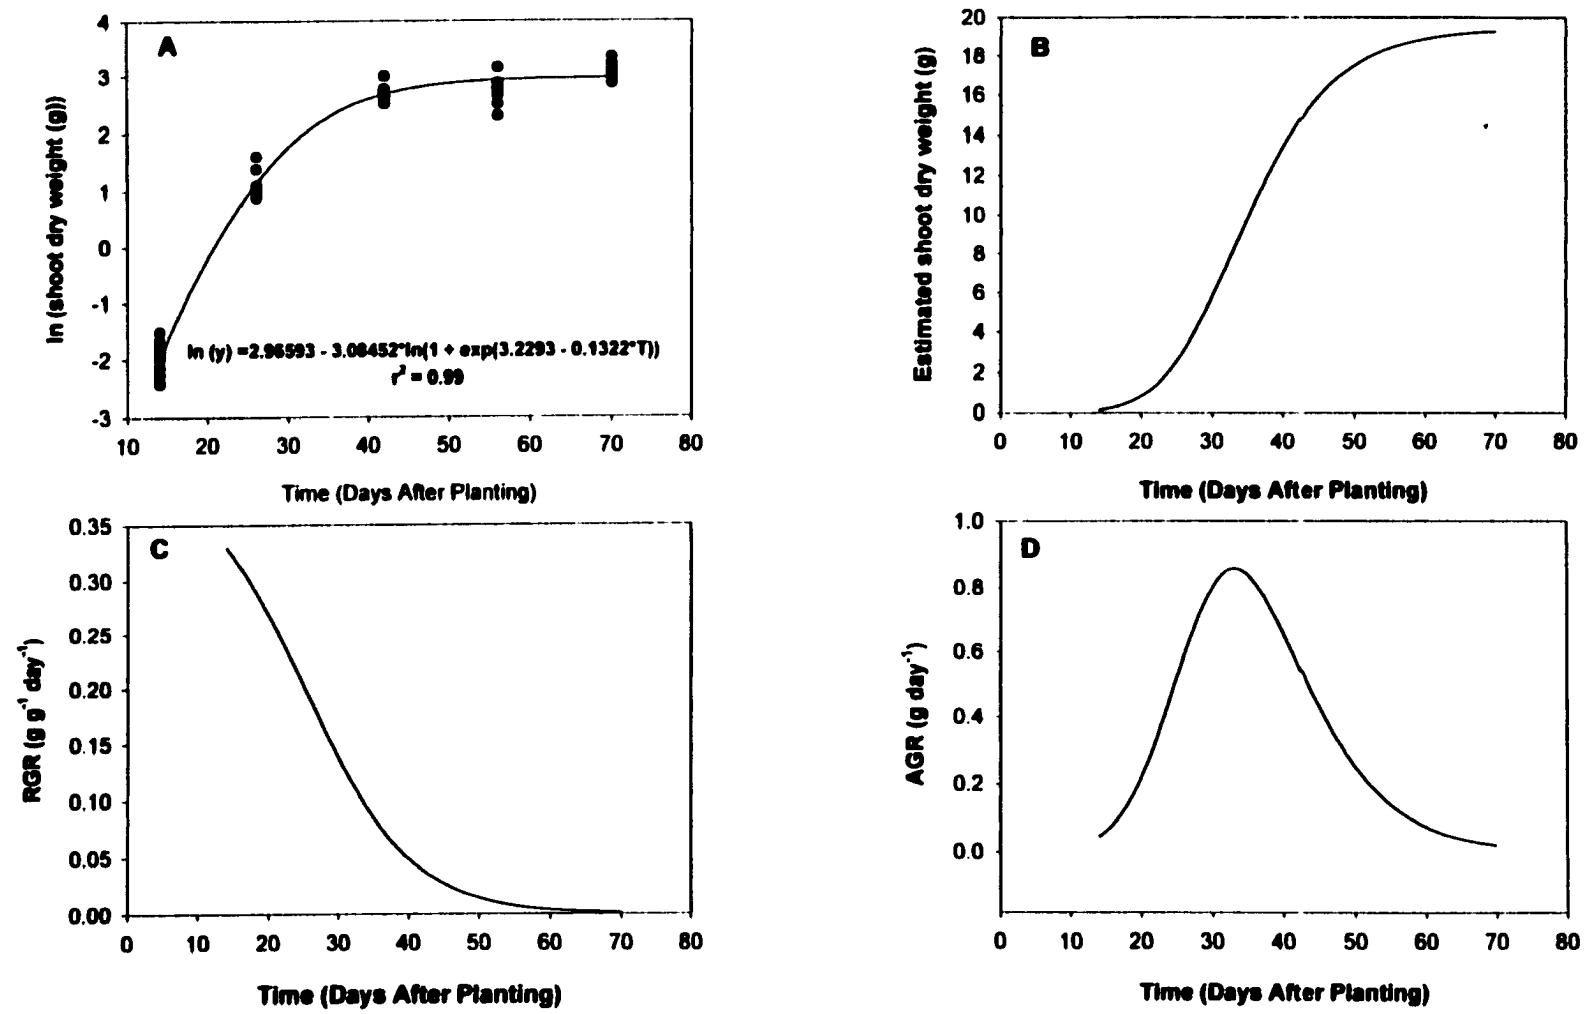 A
ln (shoot dry weight (g))
4
3
2
1
0
-1
-2
-3
ln (y) =2.96593 - 3.08452*ln(1 + exp(3.2293 - 0.1322*T))
r² = 0.99
10 20 30 40 50 60 70 80
Time (Days After Planting)
B
Estimated shoot dry weight (g)
20
18
16
14
12
10
8
6
4
2
0
0 10 20 30 40 50 60 70 80
Time (Days After Planting)
C
RGR (g g⁻¹ day⁻¹)
0.35
0.30
0.25
0.20
0.15
0.10
0.05
0.00
0 10 20 30 40 50 60 70 80
Time (Days After Planting)
D
AGR (g day⁻¹)
1.0
0.8
0.6
0.4
0.2
0.0
0 10 20 30 40 50 60 70 80
Time (Days After Planting)